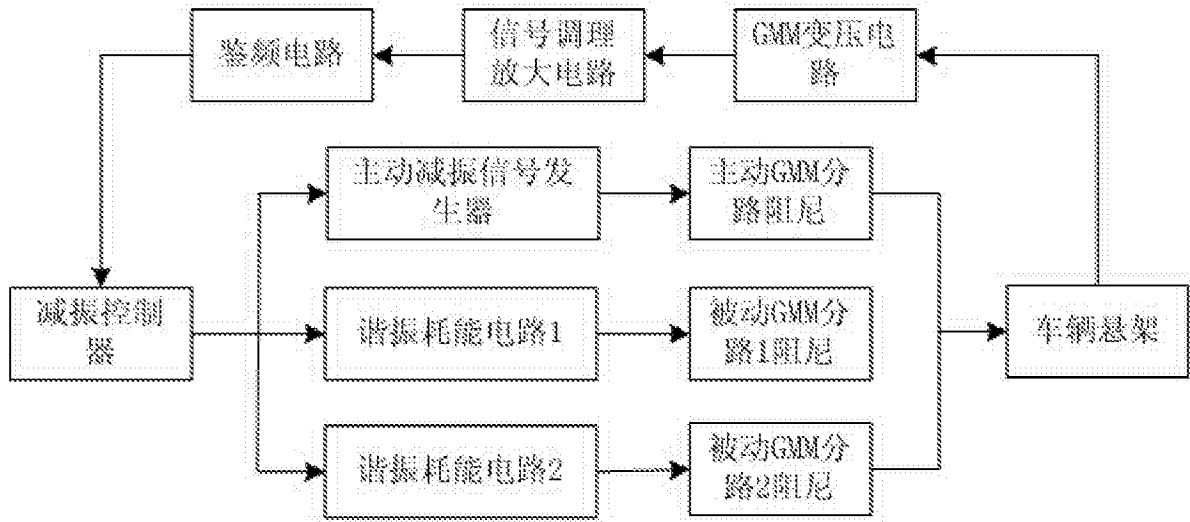 鉴频电路
信号调理
放大电路
GMM变压电
路
主动减振信号发
生器
主动GMM分
路阻尼
减振控制
器
谐振耗能电路1
被动GMM分
路1阻尼
车辆悬架
谐振耗能电路2
被动GMM分
路2阻尼